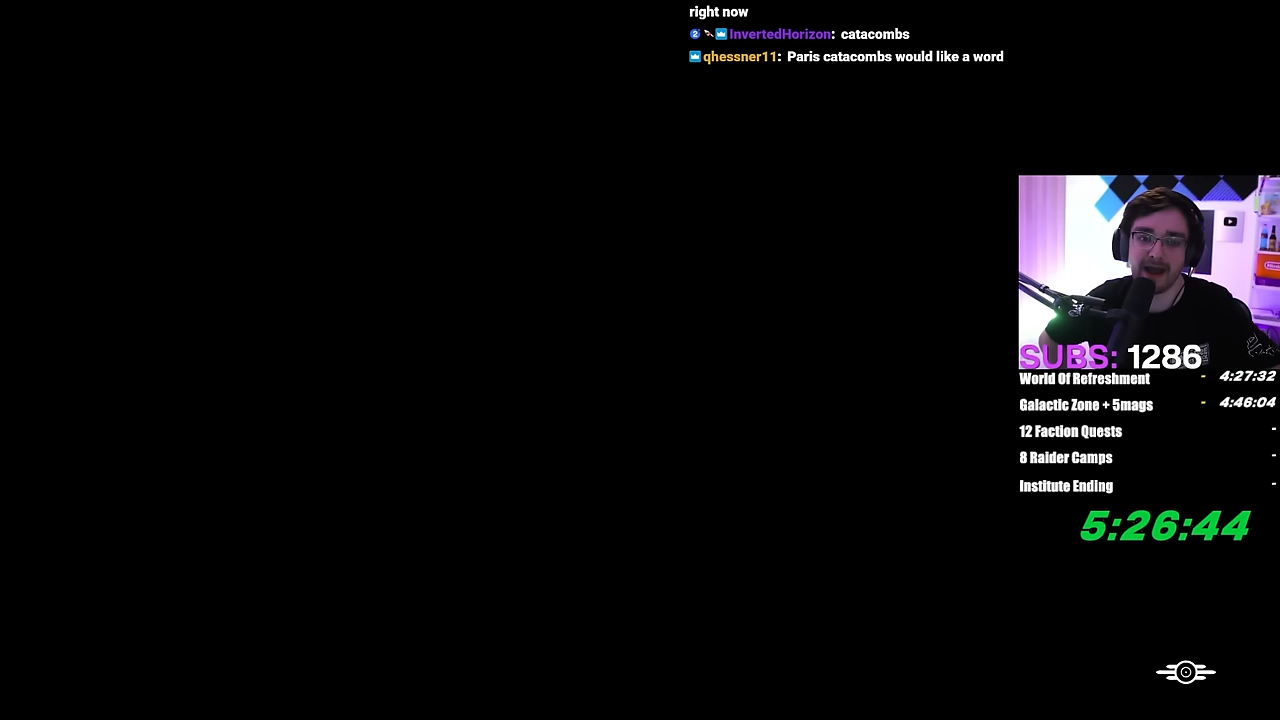 right now
InvertedHorizon: catacombs
qhessner11: Paris catacombs would like a word
SUBS: 1286
World Of Refreshment - 4:27:32
Galactic Zone + 5mags - 4:46:04
12 Faction Quests -
8 Raider Camps -
Institute Ending -
5:26:44